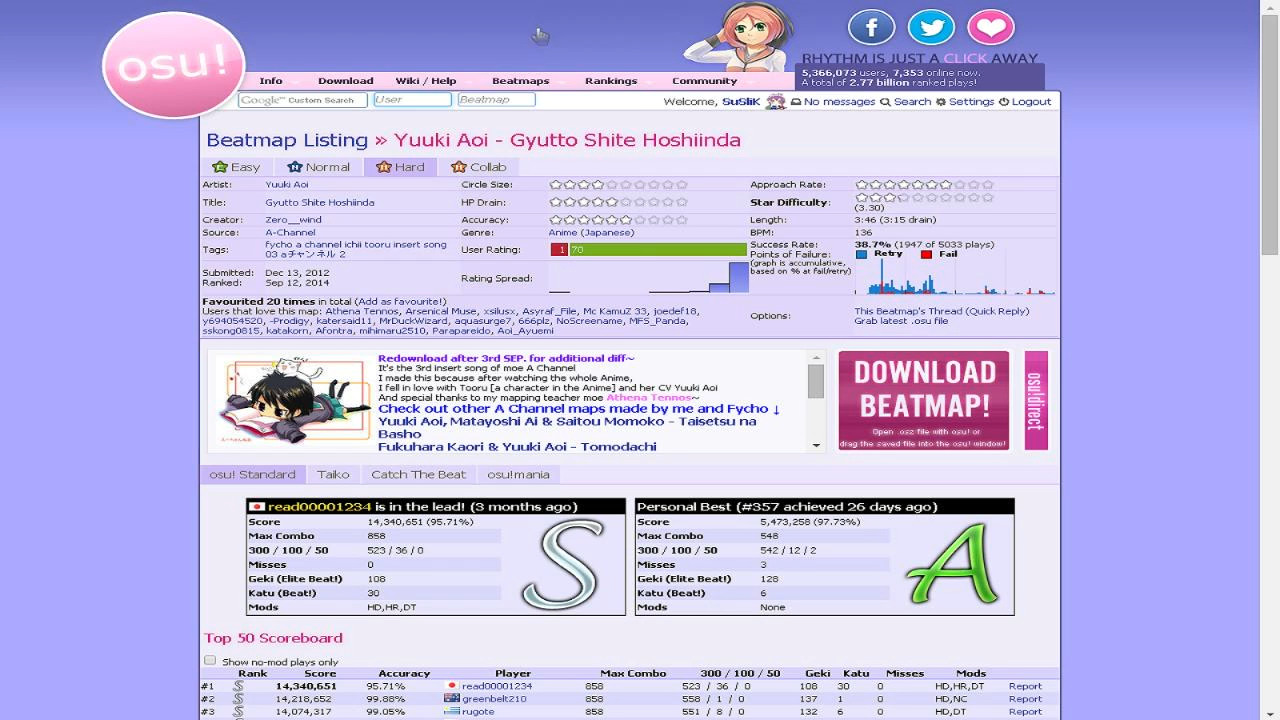 osu!
RHYTHM IS JUST A CLICK AWAY
5,366,073 users, 7,353 online now.
A total of 2.77 billion ranked plays!
Info Download Wiki / Help Beatmaps Rankings Community
Google™ Custom Search User Beatmap Welcome, SuSliK No messages Search Settings Logout
Beatmap Listing » Yuuki Aoi - Gyutto Shite Hoshiinda
Easy Normal Hard Collab
Artist: Yuuki Aoi Circle Size: Approach Rate:
Title: Gyutto Shite Hoshiinda HP Drain: Star Difficulty: (3.30)
Creator: Zero__wind Accuracy: Length: 3:46 (3:15 drain)
Source: A-Channel Genre: Anime (Japanese) BPM: 136
Tags: fycho a channel ichii tooru insert song 03 aチャンネル 2 User Rating: 1 70 Success Rate: 38.7% (1947 of 5033 plays)
Points of Failure: Retry Fail
(graph is accumulative, based on % at fail/retry)
Submitted: Dec 13, 2012 Rating Spread:
Ranked: Sep 12, 2014
Favourited 20 times in total (Add as favourite!)
Users that love this map: Athena Tennos, Arsenical Muse, xsilusx, Asyraf_File, Mc KamuZ 33, joedef18,
y694054520, -Prodigy, katersaid11, MrDuckWizard, aquasurge7, 666plz, NoScreename, MFS_Panda,
sskong0815, katakorn, Afontra, mihimaru2510, Parapareido, Aoi_Ayuemi
Options: This Beatmap's Thread (Quick Reply)
Grab latest .osu file
Redownload after 3rd SEP. for additional diff~
It's the 3rd insert song of moe A Channel
I made this because after watching the whole Anime,
I fell in love with Tooru [a character in the Anime] and her CV Yuuki Aoi
And special thanks to my mapping teacher moe Athena Tennos~
Check out other A Channel maps made by me and Fycho ↓
Yuuki Aoi, Matayoshi Ai & Saitou Momoko - Taisetsu na
Basho
Fukuhara Kaori & Yuuki Aoi - Tomodachi
DOWNLOAD
BEATMAP!
Open .osz file with osu! or
drag the saved file into the osu! window!
osu!direct
osu! Standard Taiko Catch The Beat osu!mania
read00001234 is in the lead! (3 months ago)
Score 14,340,651 (95.71%)
Max Combo 858
300 / 100 / 50 523 / 36 / 0
Misses 0
Geki (Elite Beat!) 108
Katu (Beat!) 30
Mods HD,HR,DT
S
Personal Best (#357 achieved 26 days ago)
Score 5,473,258 (97.73%)
Max Combo 548
300 / 100 / 50 542 / 12 / 2
Misses 3
Geki (Elite Beat!) 128
Katu (Beat!) 6
Mods None
A
Top 50 Scoreboard
Show no-mod plays only
Rank Score Accuracy Player Max Combo 300 / 100 / 50 Geki Katu Misses Mods
#1 S 14,340,651 95.71% read00001234 858 523 / 36 / 0 108 30 0 HD,HR,DT Report
#2 S 14,218,652 99.88% greenbelt210 858 558 / 1 / 0 137 1 0 HD,NC Report
#3 S 14,074,317 99.05% rugote 858 551 / 8 / 0 132 6 0 HD,DT Report